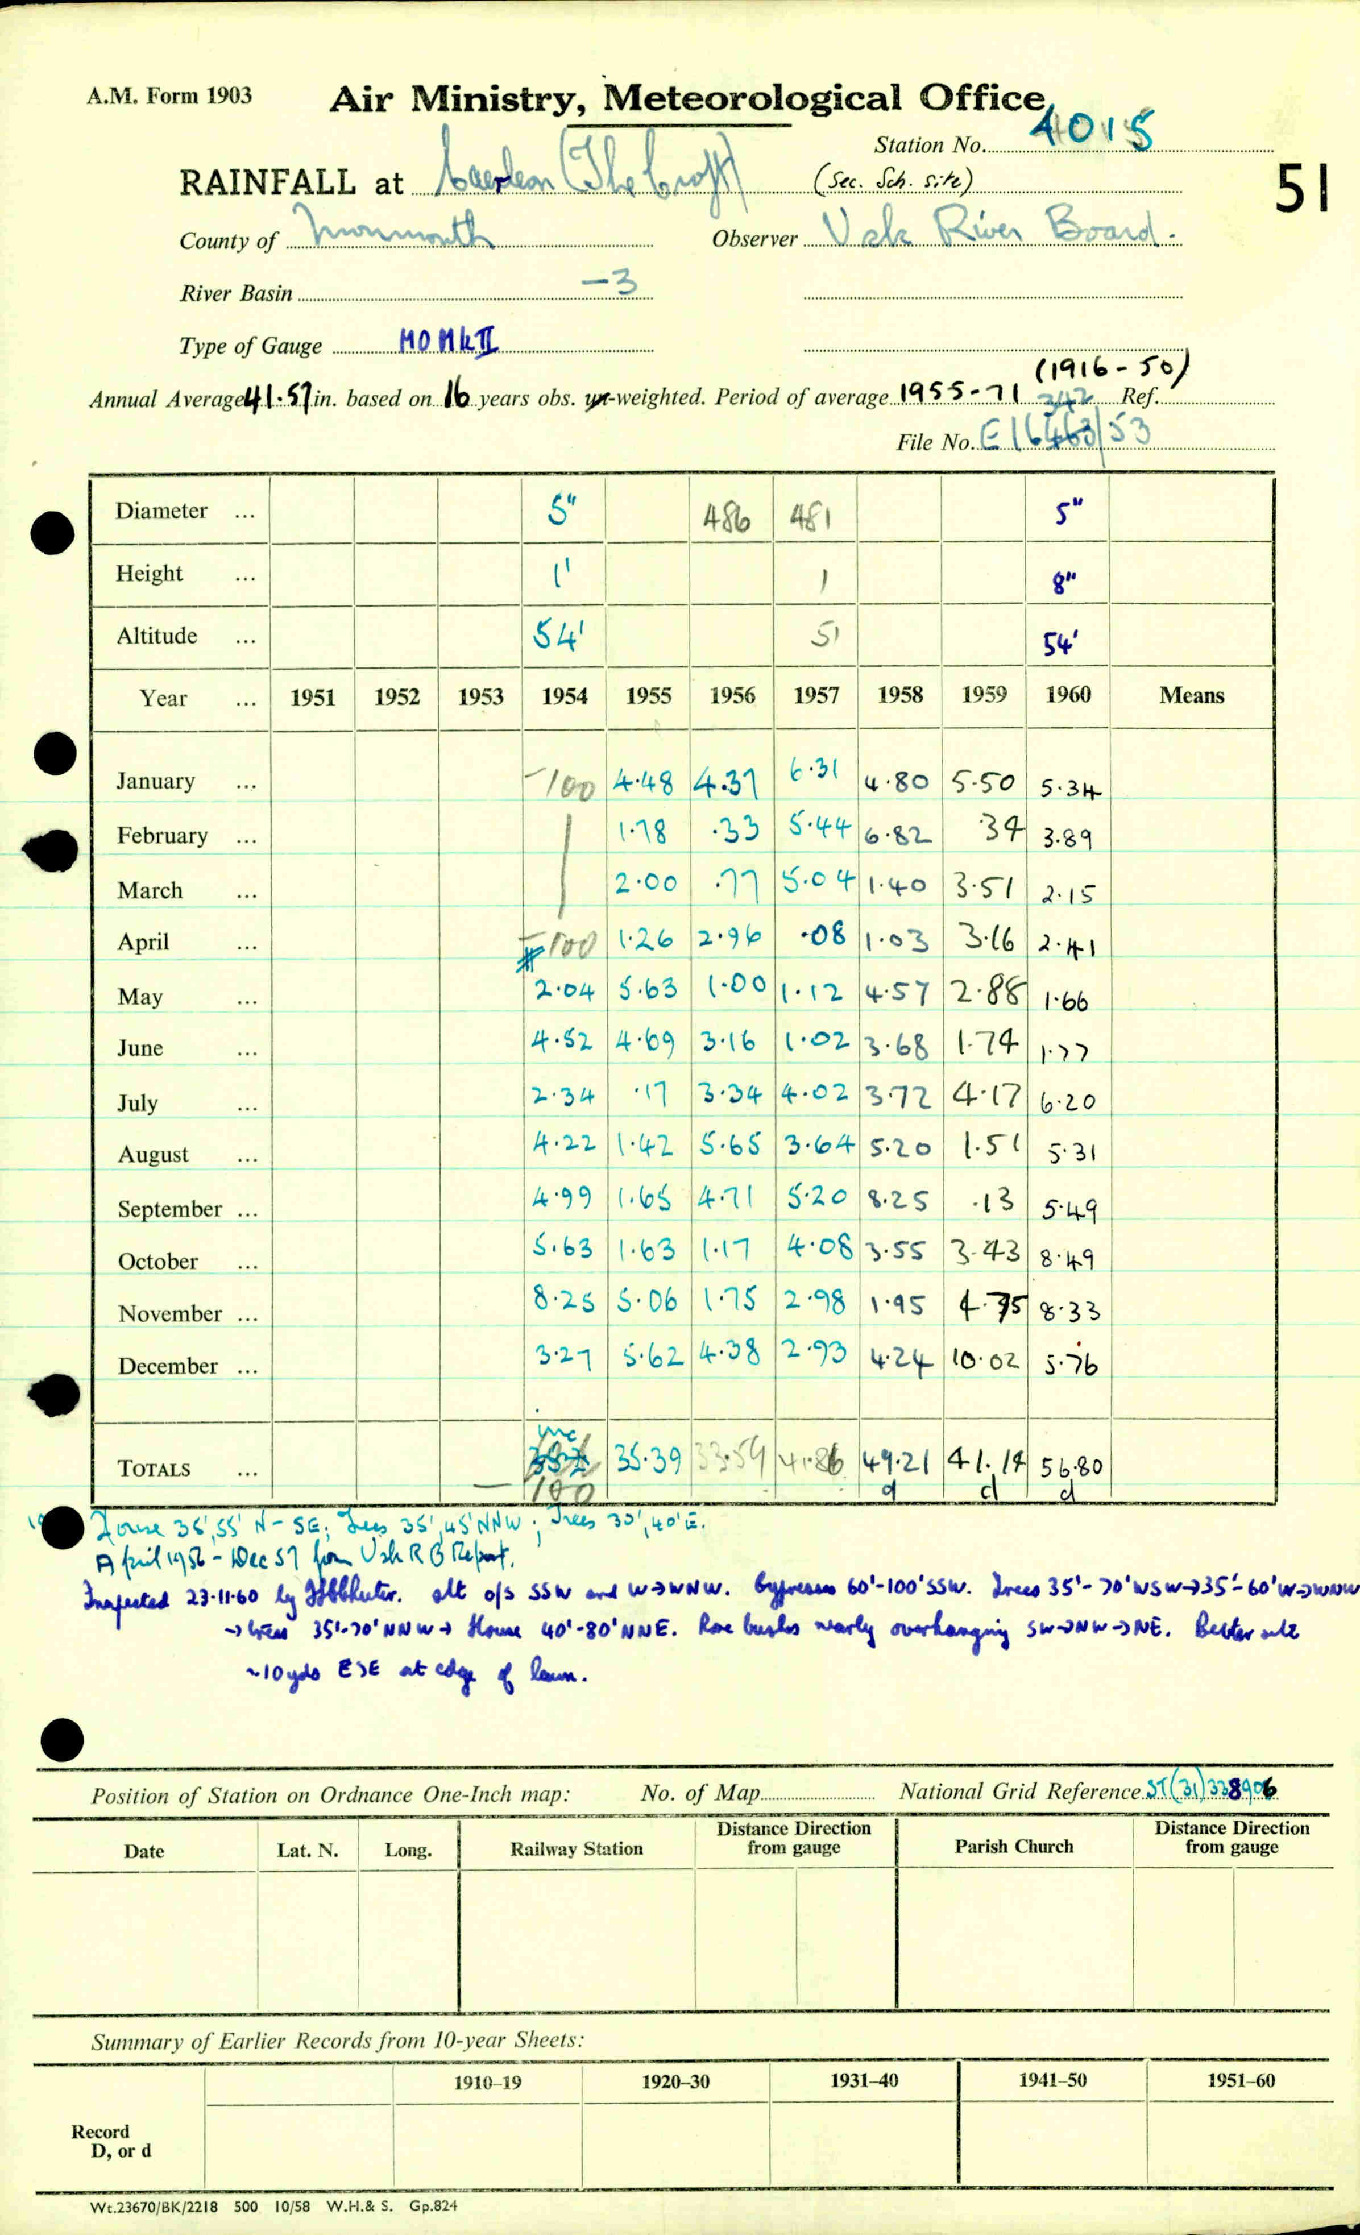 A.M. Form 1903
Air Ministry, Meteorological Office
Station No. 4015
RAINFALL at Caerleon (The Croft) (Sec. Sch. site)
51
County of Monmouth Observer Usk River Board.
River Basin -3
Type of Gauge MO Mk II
(1916-50)
Annual Average 41.57 in. based on 16 years obs. un-weighted. Period of average 1955-71 Ref.
342
File No. E/16463/53
Diameter ... 5" 486 481 5"
Height ... 1' 1 8"
Altitude ... 54' 51 54'
Year ... 1951 1952 1953 1954 1955 1956 1957 1958 1959 1960 Means
January ... -100 4.48 4.37 6.31 4.80 5.50 5.34
February ... 1.78 .33 5.44 6.82 .34 3.89
March ... 2.00 .77 5.04 1.40 3.51 2.15
April ... -100 1.26 2.96 .08 1.03 3.16 2.41
May ... 2.04 5.63 1.00 1.12 4.57 2.88 1.66
June ... 4.52 4.69 3.16 1.02 3.68 1.74 1.77
July ... 2.34 .17 3.34 4.02 3.72 4.17 6.20
August ... 4.22 1.42 5.65 3.64 5.20 1.51 5.31
September ... 4.99 1.65 4.71 5.20 8.25 .13 5.49
October ... 5.63 1.63 1.17 4.08 3.55 3.43 8.49
November ... 8.25 5.06 1.75 2.98 1.95 4.75 8.33
December ... 3.27 5.62 4.38 2.93 4.24 10.02 5.76
inc
TOTALS ... 35.39 33.59 41.86 49.21 41.14 56.80
-100 d d d
House 36', 55' N-SE; Trees 35', 45' NNW; Trees 30', 40' E.
April 1956 - Dec 57 from Usk R B Report.
Inspected 23.11.60 by alt o/s SSW and W→WNW. Cypresses 60'-100' SSW. Trees 35'-70' WSW→35'-60' W→WNW
→ trees 35'-70' NNW → House 40'-80' NNE. Rose bushes nearly overhanging SW→NW→NE. Better site
~10 yds ESE at edge of lawn.
Position of Station on Ordnance One-Inch map: No. of Map National Grid Reference ST(31)338906
Date Lat. N. Long. Railway Station Distance Direction from gauge Parish Church Distance Direction from gauge
Summary of Earlier Records from 10-year Sheets:
1910-19 1920-30 1931-40 1941-50 1951-60
Record
D, or d
Wt.23670/BK/2218 500 10/58 W.H.& S. Gp.824